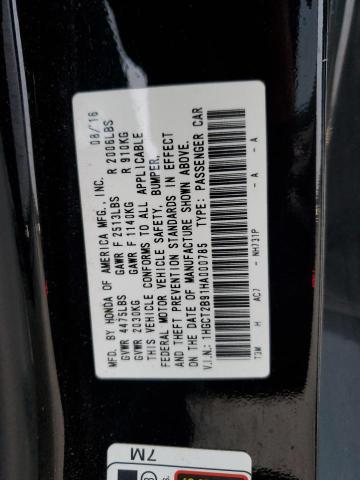 MFD. BY HONDA OF AMERICA MFG., INC. 08/16
GVWR 4475LBS GAWR F 2513LBS R 2006LBS
GVWR 2030KG GAWR F 1140KG R 910KG
THIS VEHICLE CONFORMS TO ALL APPLICABLE
FEDERAL MOTOR VEHICLE SAFETY, BUMPER,
AND THEFT PREVENTION STANDARDS IN EFFECT
ON THE DATE OF MANUFACTURE SHOWN ABOVE.
V.I.N.: 1HGCT2B91HA000785 TYPE: PASSENGER CAR
T3M H AC7 - NH731P - A - A
7M